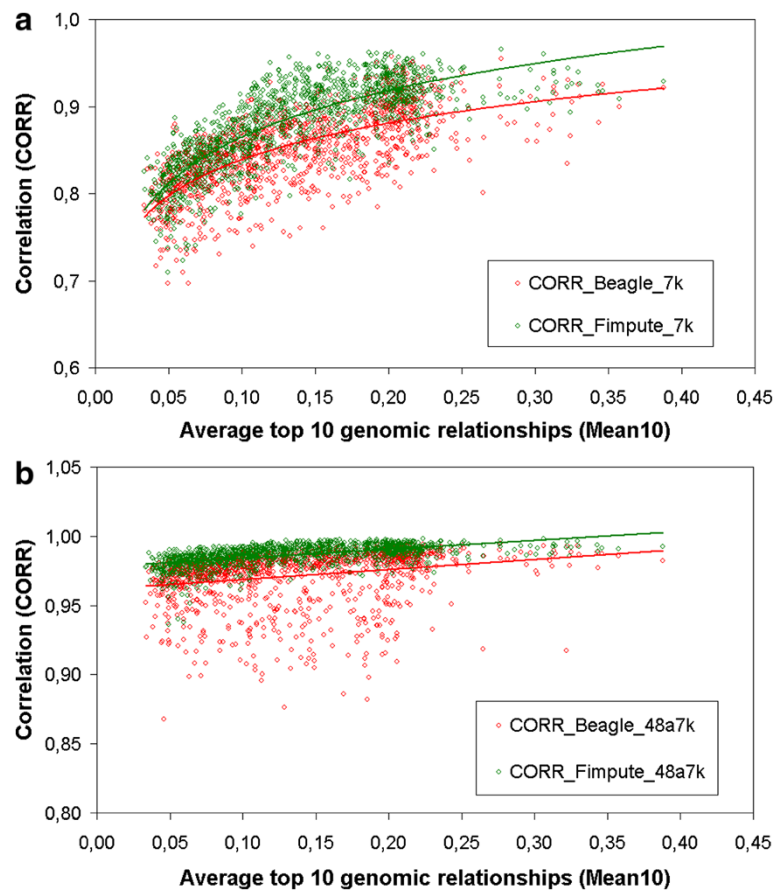 a
1,0
0,9
0,8
0,7
0,6
Correlation (CORR)
CORR_Beagle_7k
CORR_Fimpute_7k
0,00 0,05 0,10 0,15 0,20 0,25 0,30 0,35 0,40 0,45
Average top 10 genomic relationships (Mean10)
b
1,05
1,00
0,95
0,90
0,85
0,80
Correlation (CORR)
CORR_Beagle_48a7k
CORR_Fimpute_48a7k
0,00 0,05 0,10 0,15 0,20 0,25 0,30 0,35 0,40 0,45
Average top 10 genomic relationships (Mean10)